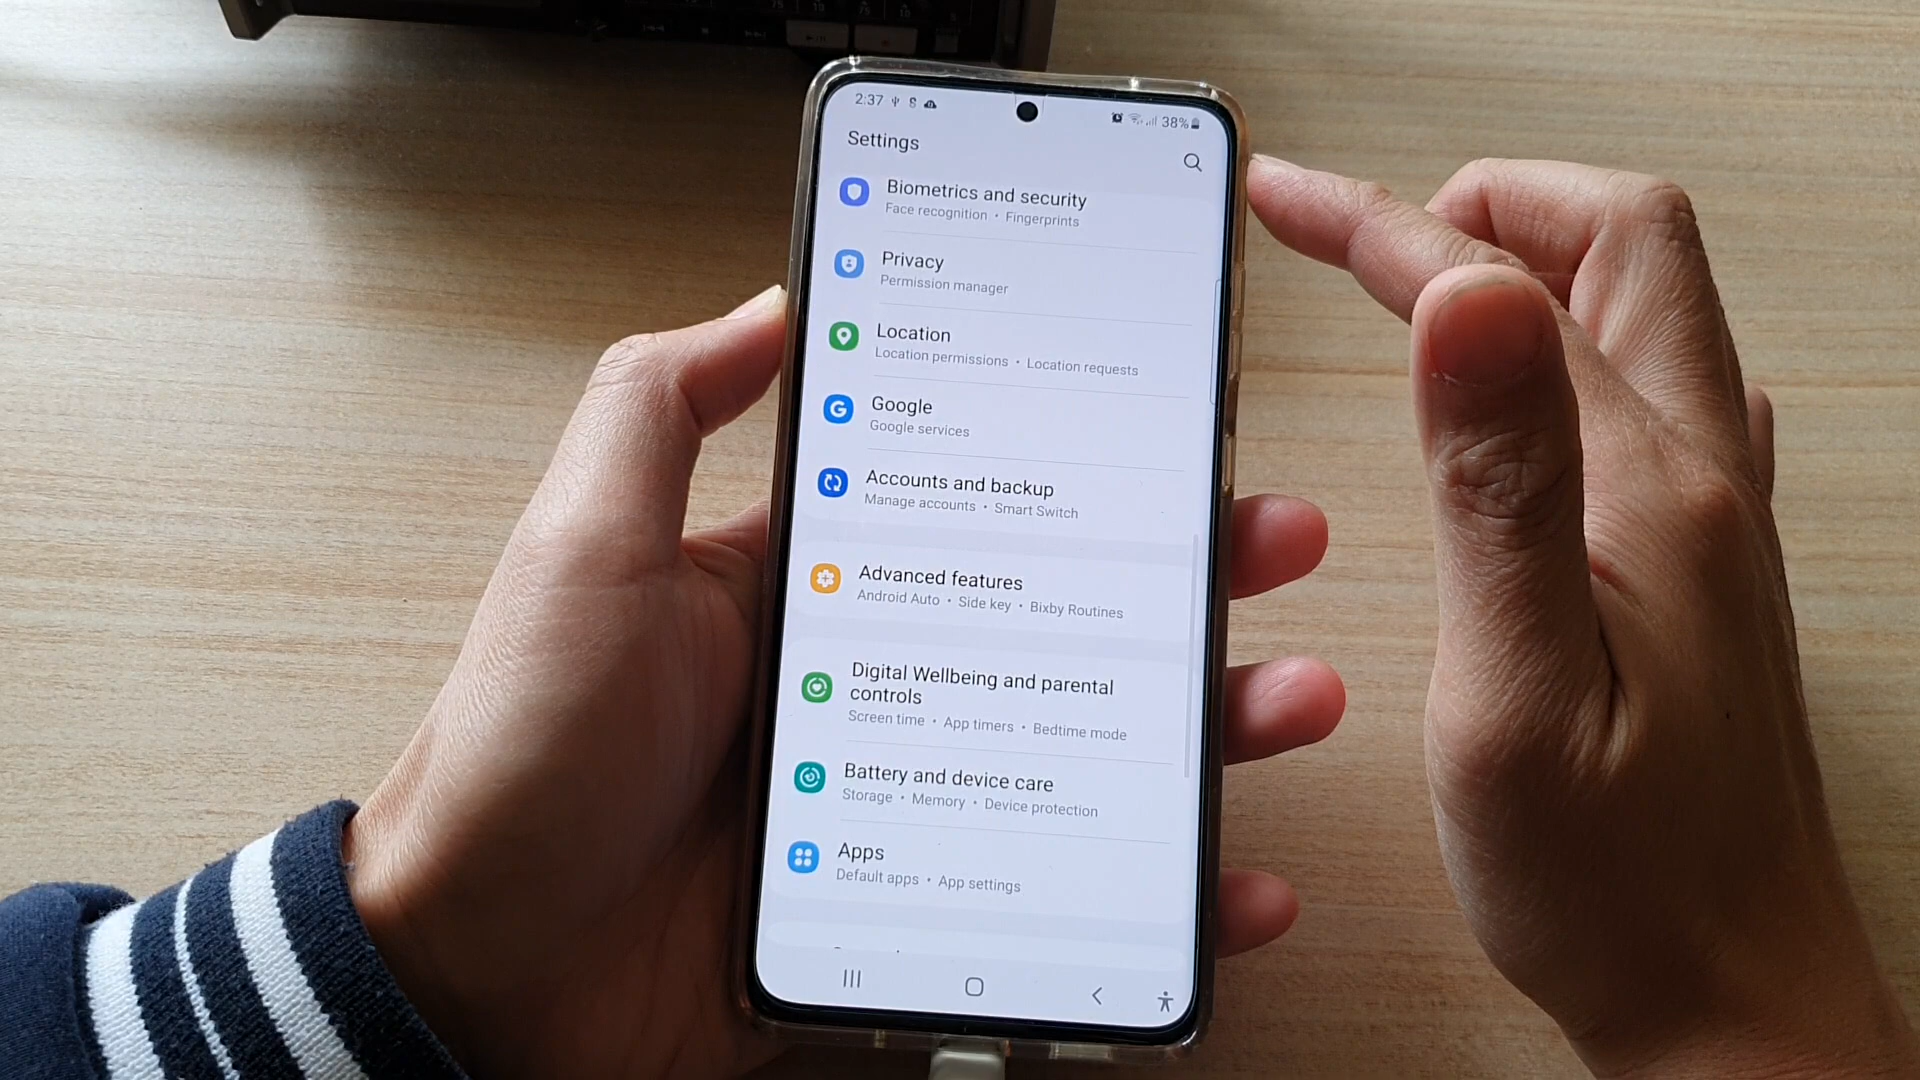 2:37
38%
Settings
Biometrics and security
Face recognition • Fingerprints
Privacy
Permission manager
Location
Location permissions • Location requests
G
Google
Google services
Accounts and backup
Manage accounts • Smart Switch
Advanced features
Android Auto • Side key • Bixby Routines
Digital Wellbeing and parental
controls
Screen time • App timers • Bedtime mode
Battery and device care
Storage • Memory • Device protection
Apps
Default apps • App settings